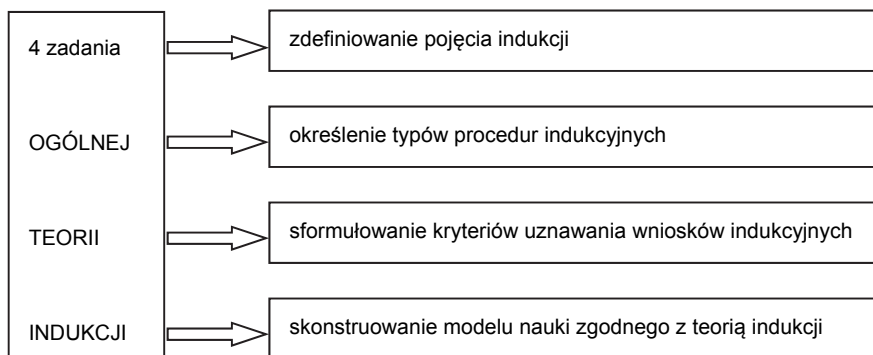 4 zadania
zdefiniowanie pojęcia indukcji
OGÓLNEJ
określenie typów procedur indukcyjnych
TEORII
sformułowanie kryteriów uznawania wniosków indukcyjnych
INDUKCJI
skonstruowanie modelu nauki zgodnego z teorią indukcji